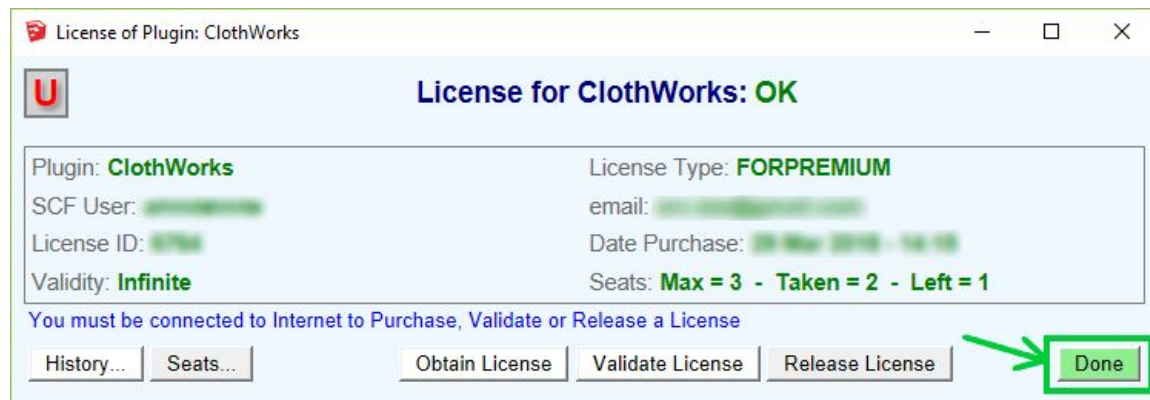 License of Plugin: ClothWorks
U
License for ClothWorks: OK
Plugin: ClothWorks
License Type: FORPREMIUM
SCF User:
email:
License ID:
Date Purchase:
Validity: Infinite
Seats: Max = 3 - Taken = 2 - Left = 1
You must be connected to Internet to Purchase, Validate or Release a License
History... Seats... Obtain License Validate License Release License Done